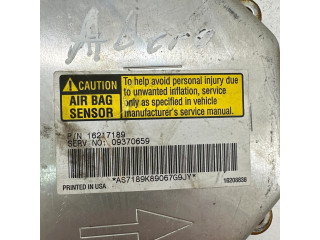 CAUTION
AIR BAG
SENSOR
To help avoid personal injury due
to unwanted inflation, service
only as specified in vehicle
manufacturer's service manual.
P/N 16217189
SERV NO: 09370659
*AS7189K89067G9JY*
PRINTED IN USA
16208838